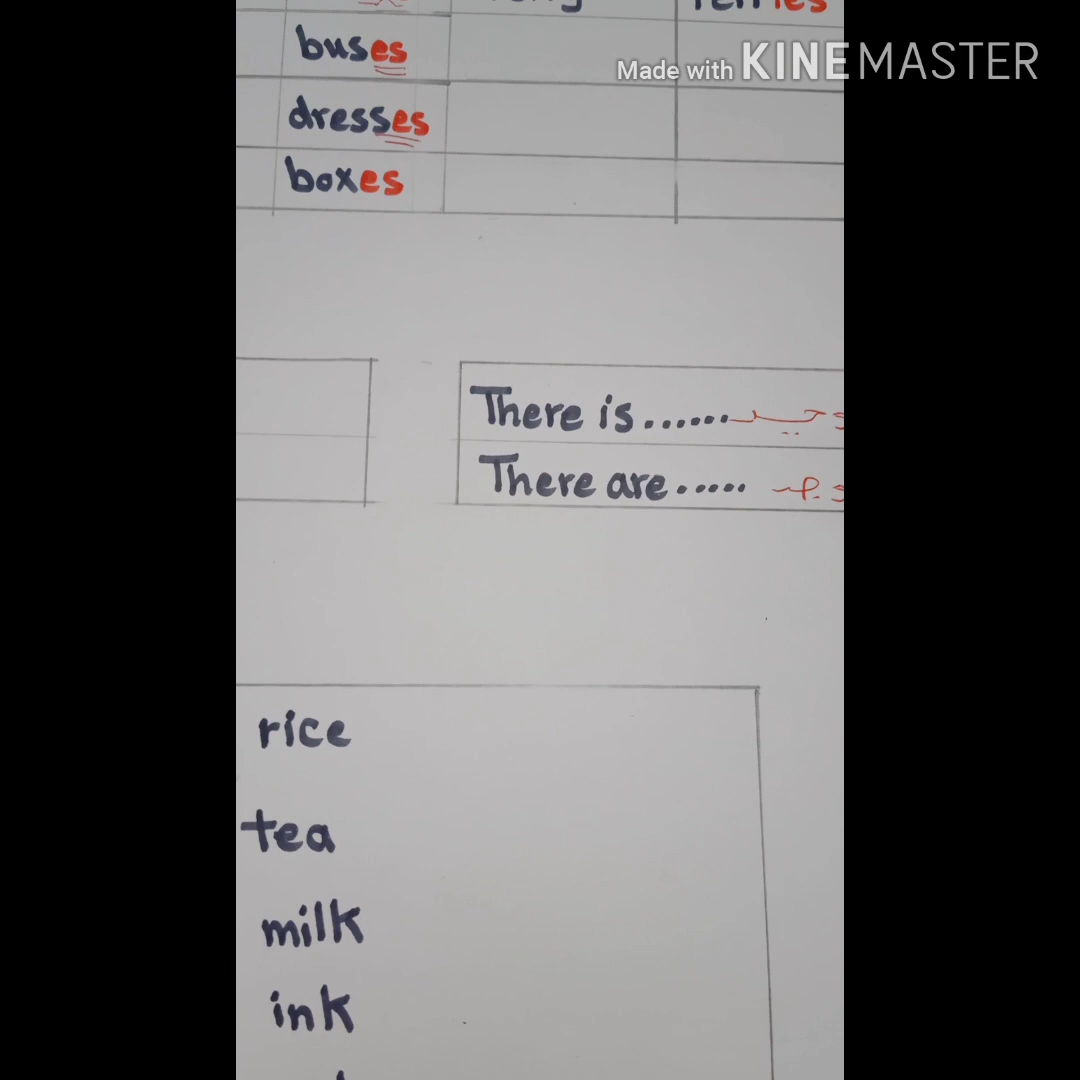 buses
Made with KINEMASTER
dresses
boxes
There is......
There are.....
rice
tea
milk
ink